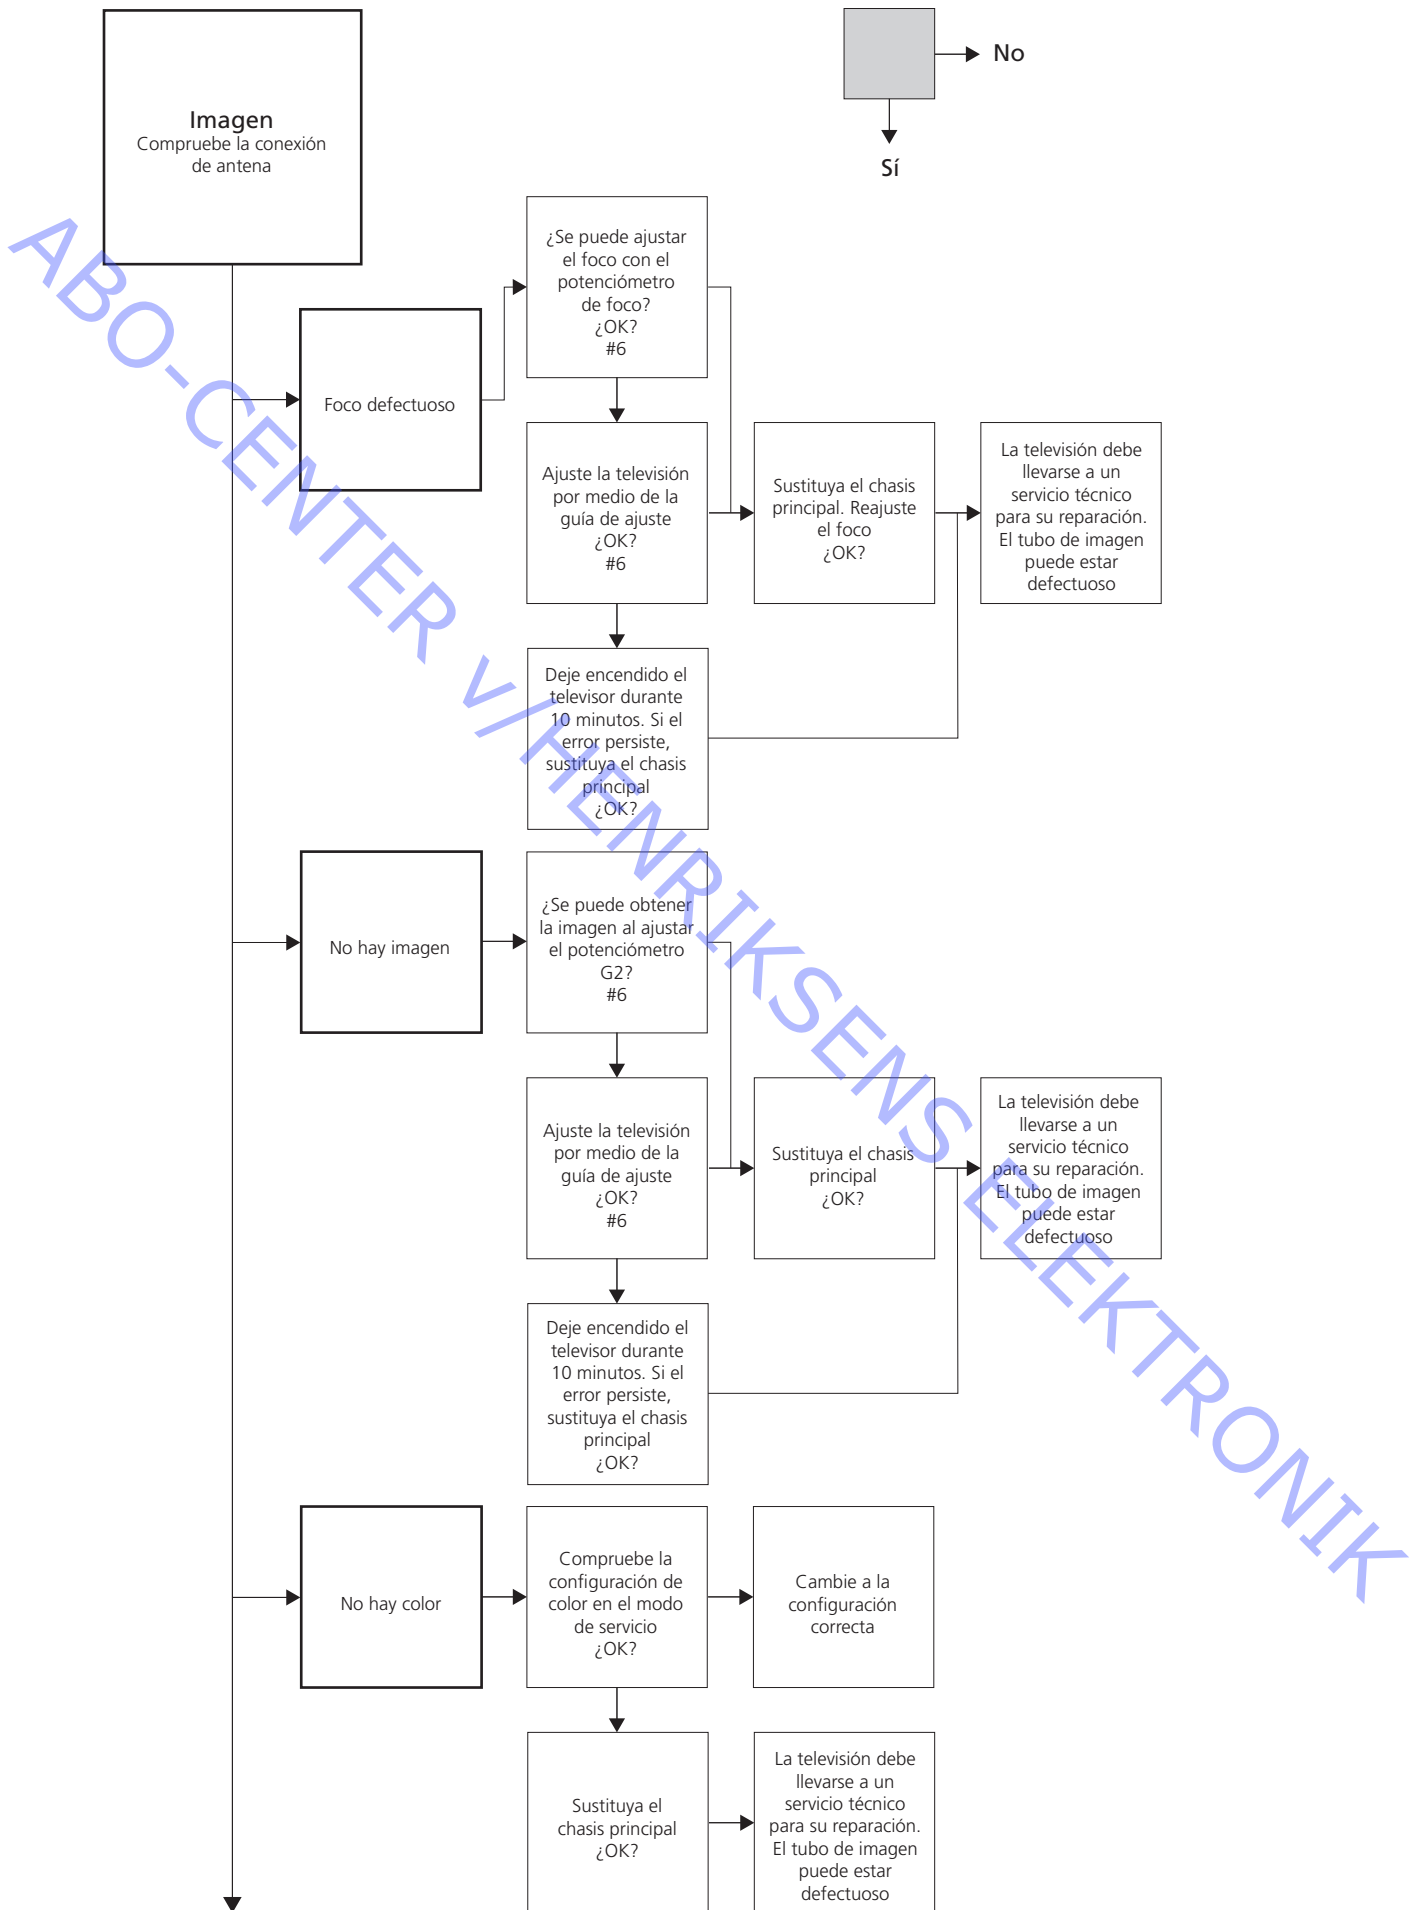 Imagen
Compruebe la conexión
de antena
No
Sí
¿Se puede ajustar
el foco con el
potenciómetro
de foco?
¿OK?
#6
Foco defectuoso
Ajuste la televisión
por medio de la
guía de ajuste
¿OK?
#6
Sustituya el chasis
principal. Reajuste
el foco
¿OK?
La televisión debe
llevarse a un
servicio técnico
para su reparación.
El tubo de imagen
puede estar
defectuoso
Deje encendido el
televisor durante
10 minutos. Si el
error persiste,
sustituya el chasis
principal
¿OK?
No hay imagen
¿Se puede obtener
la imagen al ajustar
el potenciómetro
G2?
#6
Ajuste la televisión
por medio de la
guía de ajuste
¿OK?
#6
Sustituya el chasis
principal
¿OK?
La televisión debe
llevarse a un
servicio técnico
para su reparación.
El tubo de imagen
puede estar
defectuoso
Deje encendido el
televisor durante
10 minutos. Si el
error persiste,
sustituya el chasis
principal
¿OK?
No hay color
Compruebe la
configuración de
color en el modo
de servicio
¿OK?
Cambie a la
configuración
correcta
Sustituya el
chasis principal
¿OK?
La televisión debe
llevarse a un
servicio técnico
para su reparación.
El tubo de imagen
puede estar
defectuoso
ABO-CENTER v/HENRIKSENS ELEKTRONIK